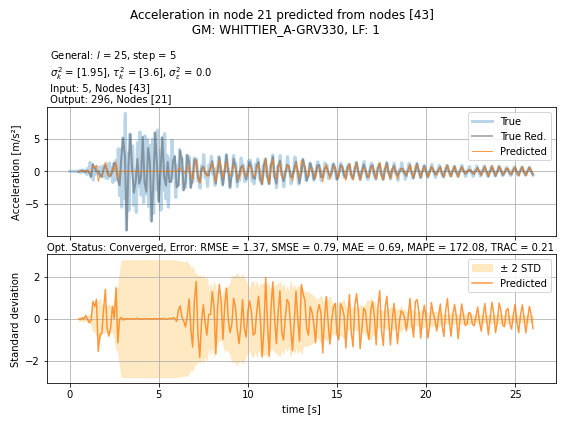 Acceleration in node 21 predicted from nodes [43]
GM: WHITTIER_A-GRV330, LF: 1
General: l = 25, step = 5
σ²ₖ = [1.95], τ²ₖ = [3.6], σ²ε = 0.0
Input: 5, Nodes [43]
Output: 296, Nodes [21]
Acceleration [m/s²]
5
0
−5
True
True Red.
Predicted
Opt. Status: Converged, Error: RMSE = 1.37, SMSE = 0.79, MAE = 0.69, MAPE = 172.08, TRAC = 0.21
Standard deviation
2
0
−2
± 2 STD
Predicted
0 5 10 15 20 25
time [s]